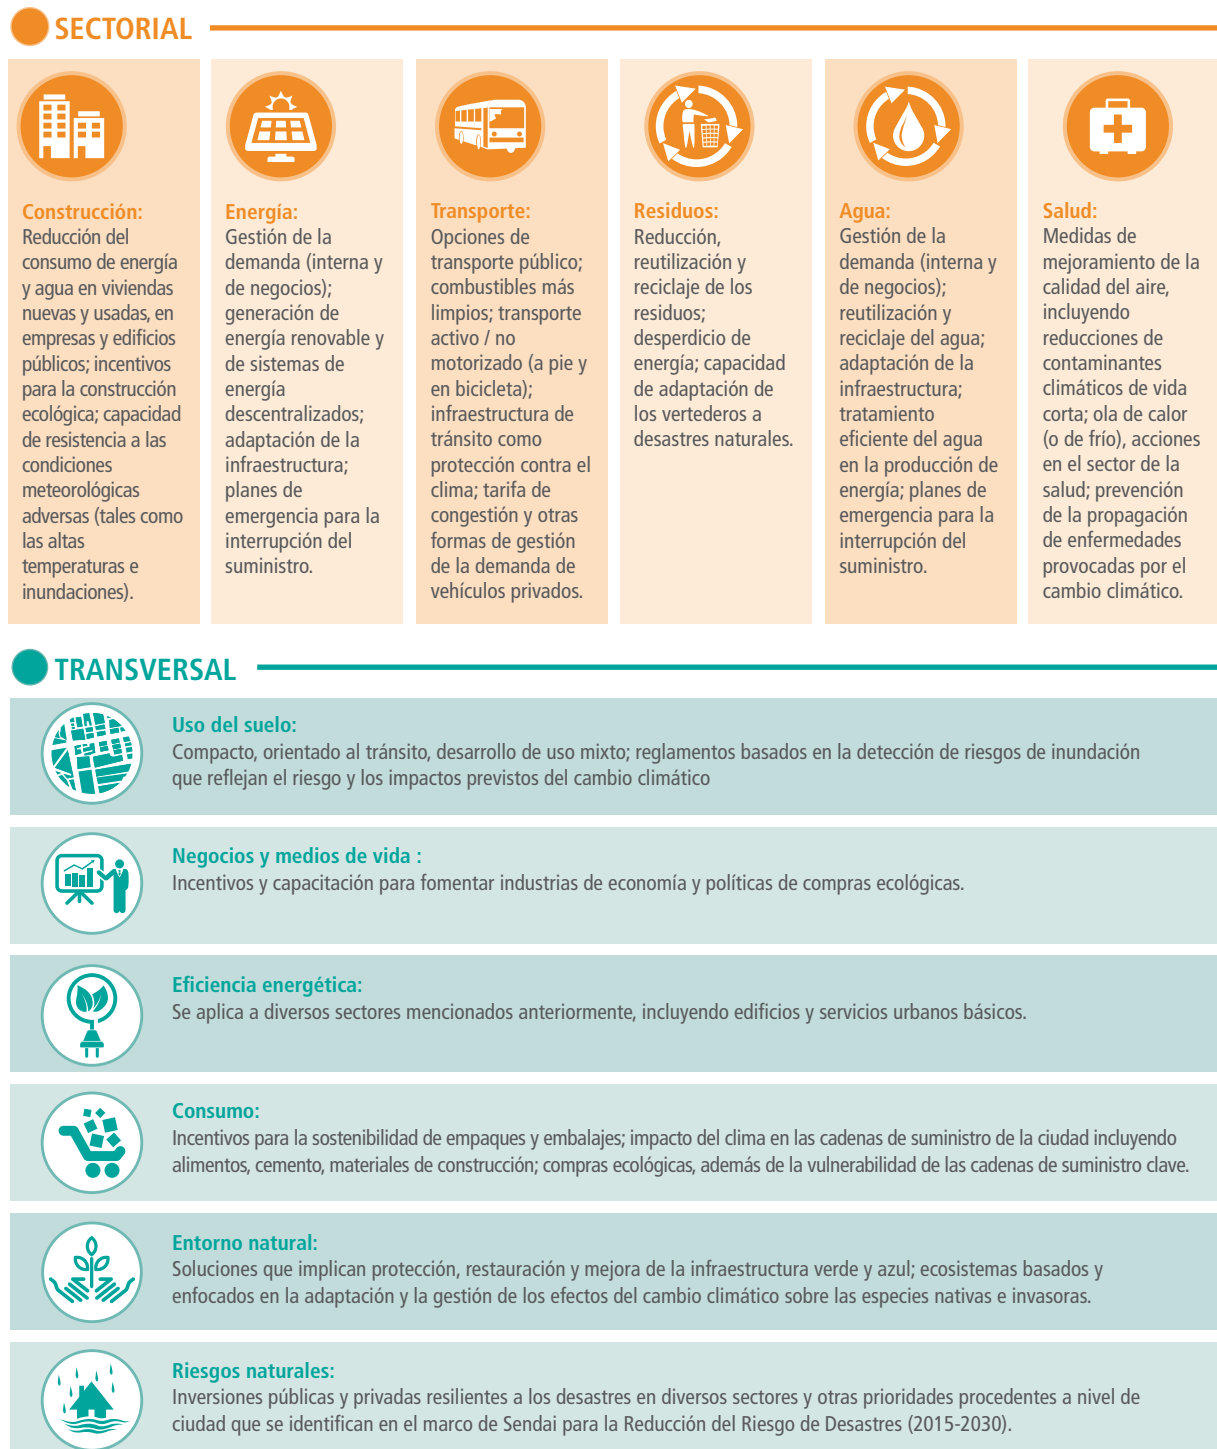 SECTORIAL
Construcción:
Reducción del
consumo de energía
y agua en viviendas
nuevas y usadas, en
empresas y edificios
públicos; incentivos
para la construcción
ecológica; capacidad
de resistencia a las
condiciones
meteorológicas
adversas (tales como
las altas
temperaturas e
inundaciones).
Energía:
Gestión de la
demanda (interna y
de negocios);
generación de
energía renovable y
de sistemas de
energía
descentralizados;
adaptación de la
infraestructura;
planes de
emergencia para la
interrupción del
suministro.
Transporte:
Opciones de
transporte público;
combustibles más
limpios; transporte
activo / no
motorizado (a pie y
en bicicleta);
infraestructura de
tránsito como
protección contra el
clima; tarifa de
congestión y otras
formas de gestión
de la demanda de
vehículos privados.
Residuos:
Reducción,
reutilización y
reciclaje de los
residuos;
desperdicio de
energía; capacidad
de adaptación de
los vertederos a
desastres naturales.
Agua:
Gestión de la
demanda (interna y
de negocios);
reutilización y
reciclaje del agua;
adaptación de la
infraestructura;
tratamiento
eficiente del agua
en la producción de
energía; planes de
emergencia para la
interrupción del
suministro.
Salud:
Medidas de
mejoramiento de la
calidad del aire,
incluyendo
reducciones de
contaminantes
climáticos de vida
corta; ola de calor
(o de frío), acciones
en el sector de la
salud; prevención
de la propagación
de enfermedades
provocadas por el
cambio climático.
TRANSVERSAL
Uso del suelo:
Compacto, orientado al tránsito, desarrollo de uso mixto; reglamentos basados en la detección de riesgos de inundación
que reflejan el riesgo y los impactos previstos del cambio climático
Negocios y medios de vida :
Incentivos y capacitación para fomentar industrias de economía y políticas de compras ecológicas.
Eficiencia energética:
Se aplica a diversos sectores mencionados anteriormente, incluyendo edificios y servicios urbanos básicos.
Consumo:
Incentivos para la sostenibilidad de empaques y embalajes; impacto del clima en las cadenas de suministro de la ciudad incluyendo
alimentos, cemento, materiales de construcción; compras ecológicas, además de la vulnerabilidad de las cadenas de suministro clave.
Entorno natural:
Soluciones que implican protección, restauración y mejora de la infraestructura verde y azul; ecosistemas basados y
enfocados en la adaptación y la gestión de los efectos del cambio climático sobre las especies nativas e invasoras.
Riesgos naturales:
Inversiones públicas y privadas resilientes a los desastres en diversos sectores y otras prioridades procedentes a nivel de
ciudad que se identifican en el marco de Sendai para la Reducción del Riesgo de Desastres (2015-2030).